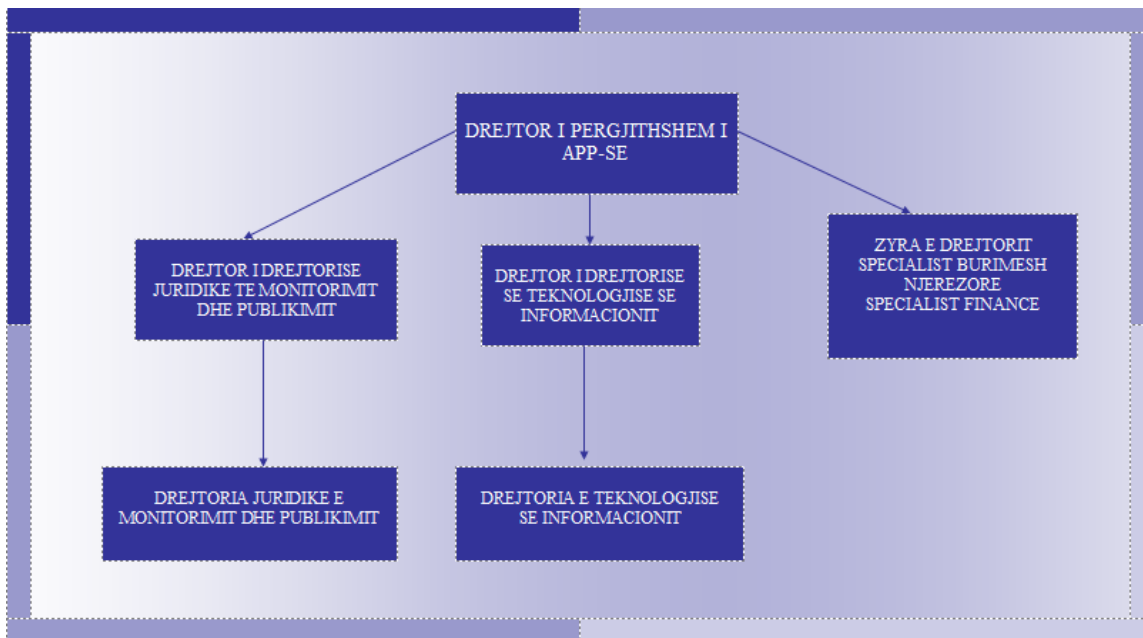 DREJTOR I PERGJITHSHEM I
APP-SE
DREJTOR I DREJTORISE
JURIDIKE TE MONITORIMIT
DHE PUBLIKIMIT
DREJTOR I DREJTORISE
SE TEKNOLOGJISE SE
INFORMACIONIT
ZYRA E DREJTORIT
SPECIALIST BURIMESH
NJEREZORE
SPECIALIST FINANCE
DREJTORIA JURIDIKE E
MONITORIMIT DHE PUBLIKIMIT
DREJTORIA E TEKNOLOGJISE
SE INFORMACIONIT